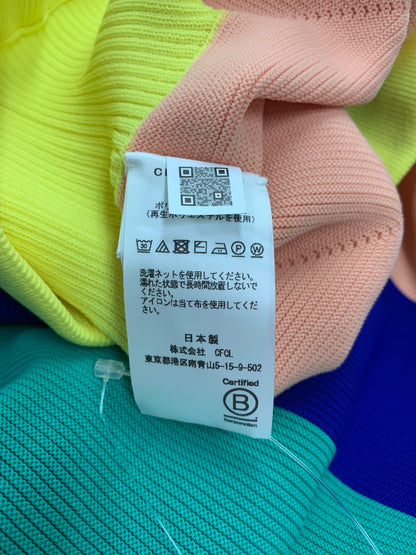 (再生ポリエステルを使用)
洗濯ネットを使用してください。
濡れた状態で長時間放置しないで
ください。
アイロンは当て布を使用してください。
日本製
株式会社 CFCL
東京都港区南青山5-15-9-502
Certified
B
Corporation